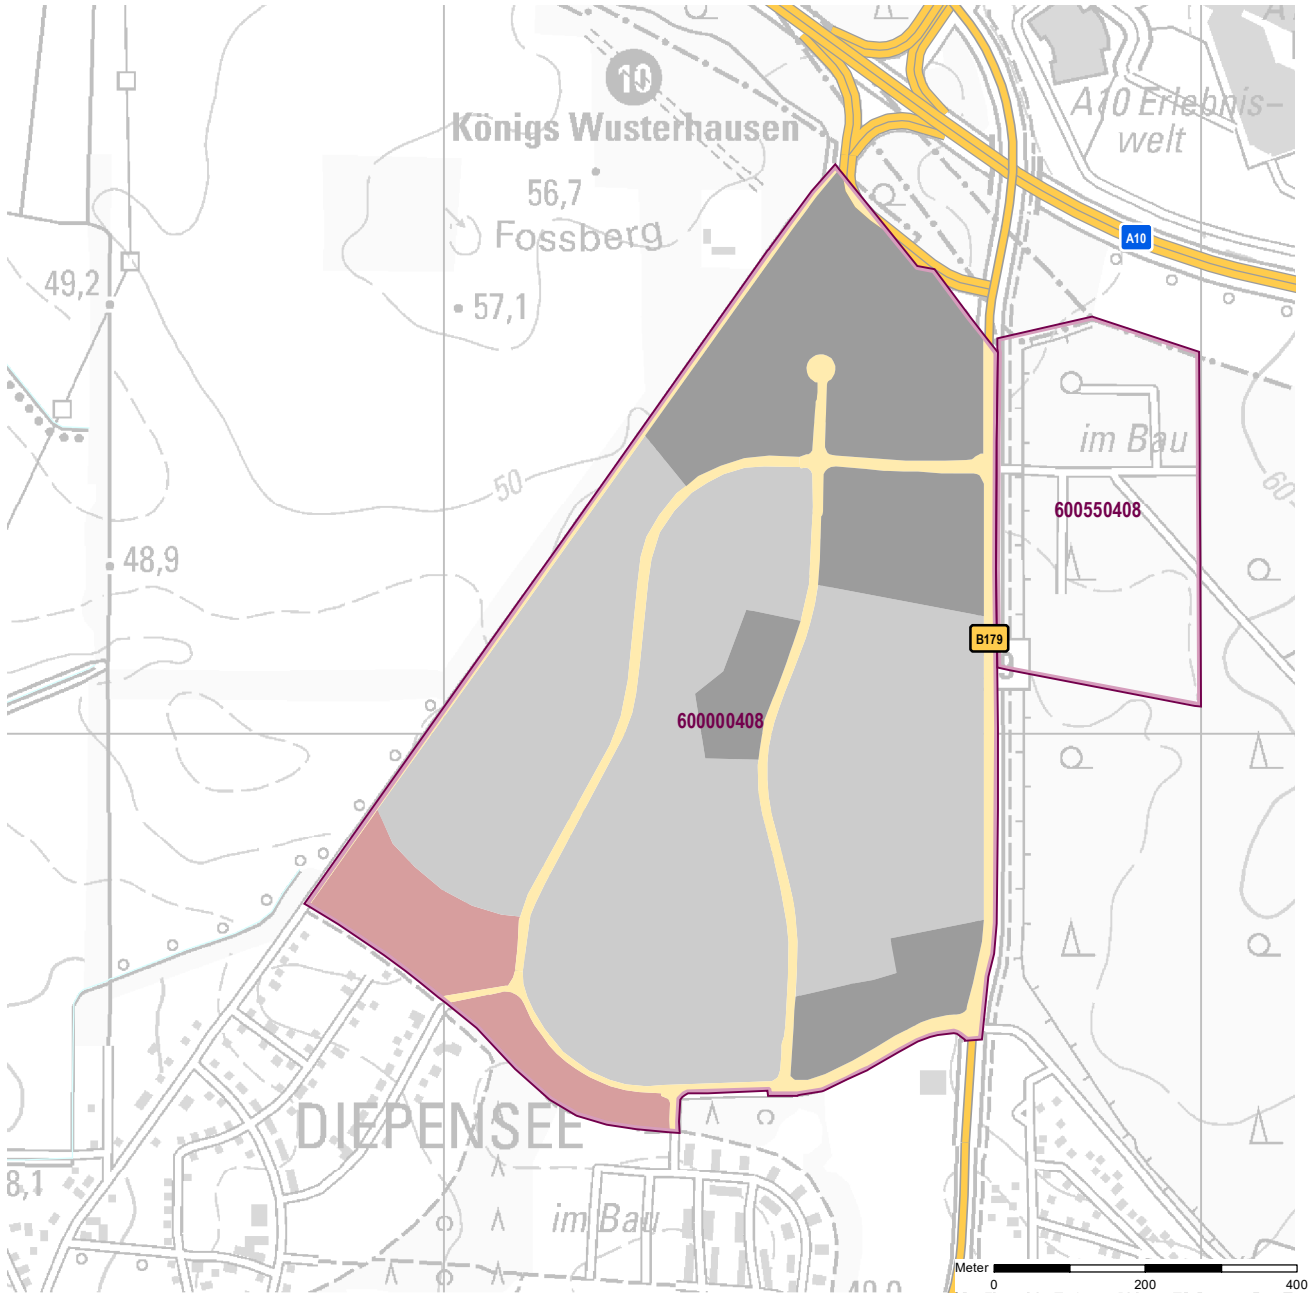 10
Königs Wusterhausen
56,7
Fossberg
57,1
49,2
A10 Erlebnis-
welt
A10
im Bau
600550408
50
48,9
B179
600000408
DIEPENSEE
8,1
im Bau
Meter
0
200
400